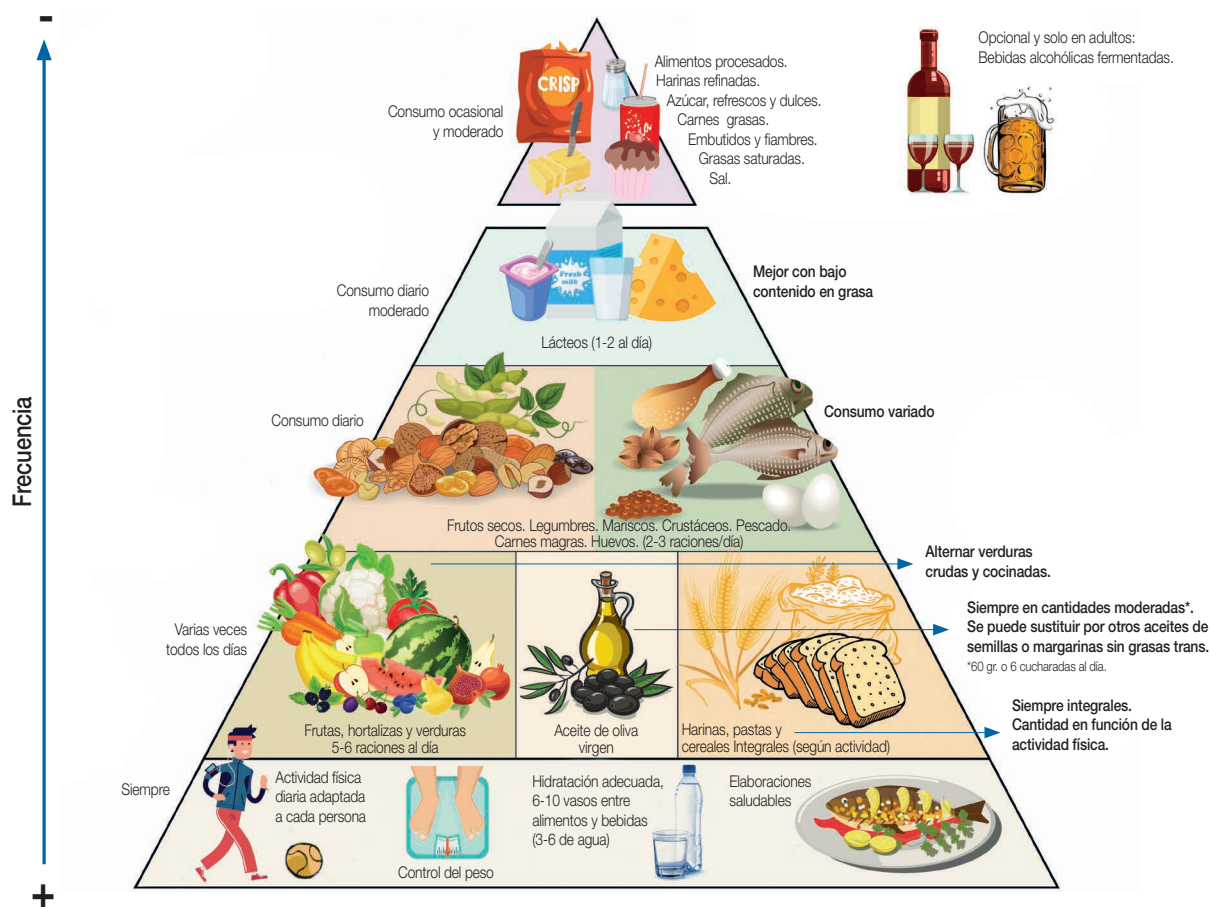 -
Opcional y solo en adultos:
Bebidas alcohólicas fermentadas.
CRISP
Consumo ocasional
y moderado
Alimentos procesados.
Harinas refinadas.
Azúcar, refrescos y dulces.
Carnes grasas.
Embutidos y fiambres.
Grasas saturadas.
Sal.
Consumo diario
moderado
Fresh
milk
Mejor con bajo
contenido en grasa
Lácteos (1-2 al día)
Frecuencia
Consumo diario
Consumo variado
Frutos secos. Legumbres. Mariscos. Crustáceos. Pescado.
Carnes magras. Huevos. (2-3 raciones/día)
Alternar verduras
crudas y cocinadas.
Varias veces
todos los días
Siempre en cantidades moderadas*.
Se puede sustituir por otros aceites de
semillas o margarinas sin grasas trans.
*60 gr. o 6 cucharadas al día.
Frutas, hortalizas y verduras
5-6 raciones al día
Aceite de oliva
virgen
Harinas, pastas y
cereales Integrales (según actividad)
Siempre integrales.
Cantidad en función de la
actividad física.
Siempre
Actividad física
diaria adaptada
a cada persona
Control del peso
Hidratación adecuada,
6-10 vasos entre
alimentos y bebidas
(3-6 de agua)
Elaboraciones
saludables
+